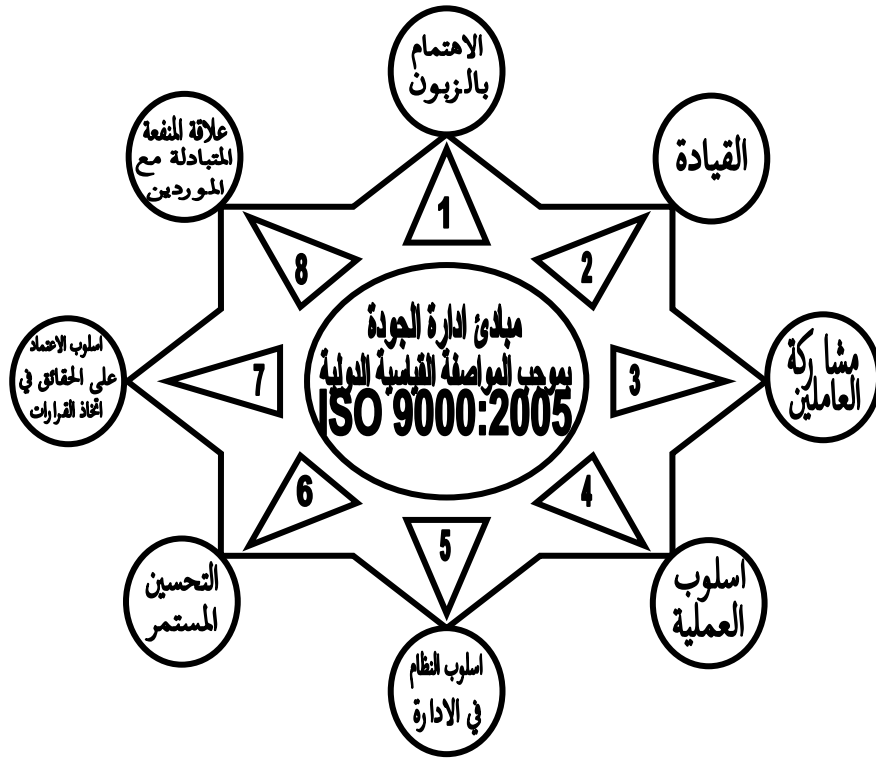 الاهتمام
بالزبون
1
القيادة
2
مشاركة
العاملين
3
اسلوب
العملية
4
اسلوب النظام
في الادارة
5
التحسين
المستمر
6
اسلوب الاعتماد
على الحقائق في
اتخاذ القرارات
7
علاقة المنفعة
المتبادلة مع
الموردين
8
مبادئ ادارة الجودة
بموجب المواصفة القياسية الدولية
ISO 9000:2005